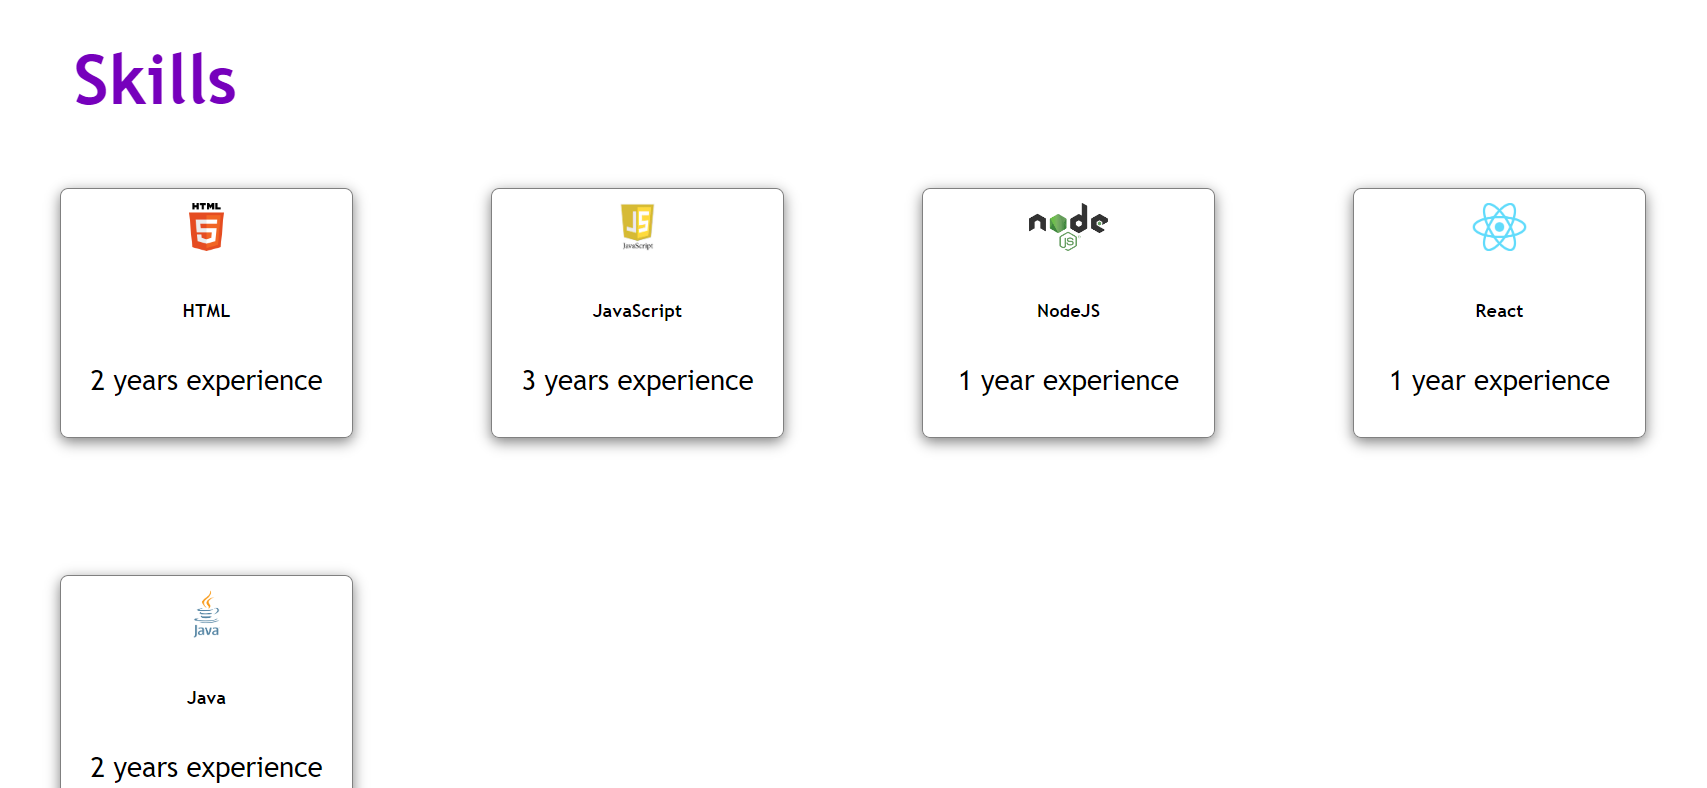 Skills
HTML
5
HTML
2 years experience
JS
JavaScript
JavaScript
3 years experience
node
JS
NodeJS
1 year experience
React
1 year experience
Java
Java
2 years experience